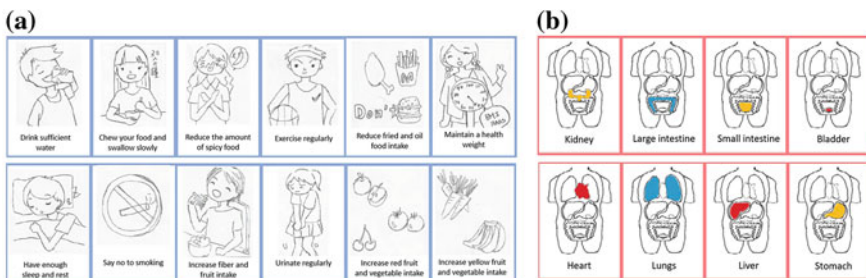 (a)
(b)
Don't
Drink sufficient
water
Chew your food and
swallow slowly
Reduce the amount
of spicy food
Exercise regularly
Reduce fried and oil
food intake
Maintain a health
weight
Kidney
Large intestine
Small intestine
Bladder
Have enough
sleep and rest
Say no to smoking
Increase fiber and
fruit intake
Urinate regularly
Increase red fruit
and vegetable intake
Increase yellow fruit
and vegetable intake
Heart
Lungs
Liver
Stomach